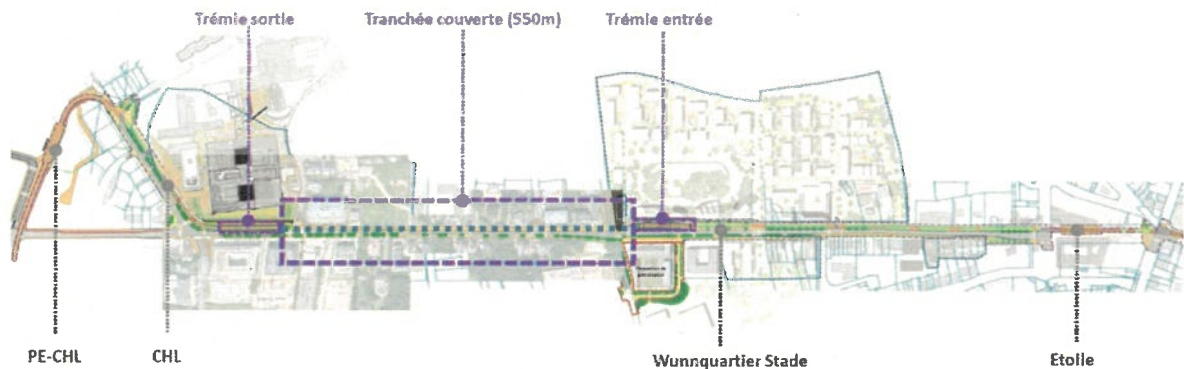 Trémie sortie
Tranchée couverte (550m)
Trémie entrée
PE-CHL
CHL
Wunnquartier Stade
Etoile